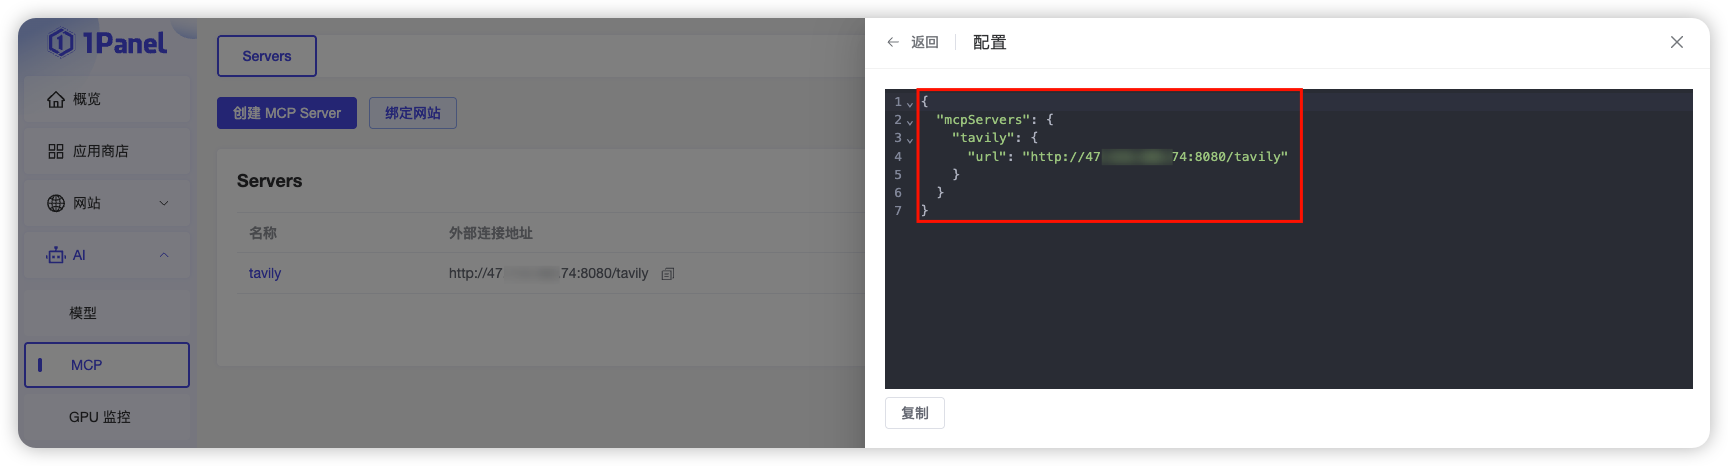 1Panel
概览
应用商店
网站
AI
模型
MCP
GPU 监控
Servers
创建 MCP Server
绑定网站
Servers
名称
外部连接地址
tavily
http://47 .74:8080/tavily
返回
配置
1 {
2 "mcpServers": {
3 "tavily": {
4 "url": "http://47 74:8080/tavily"
5 }
6 }
7 }
复制